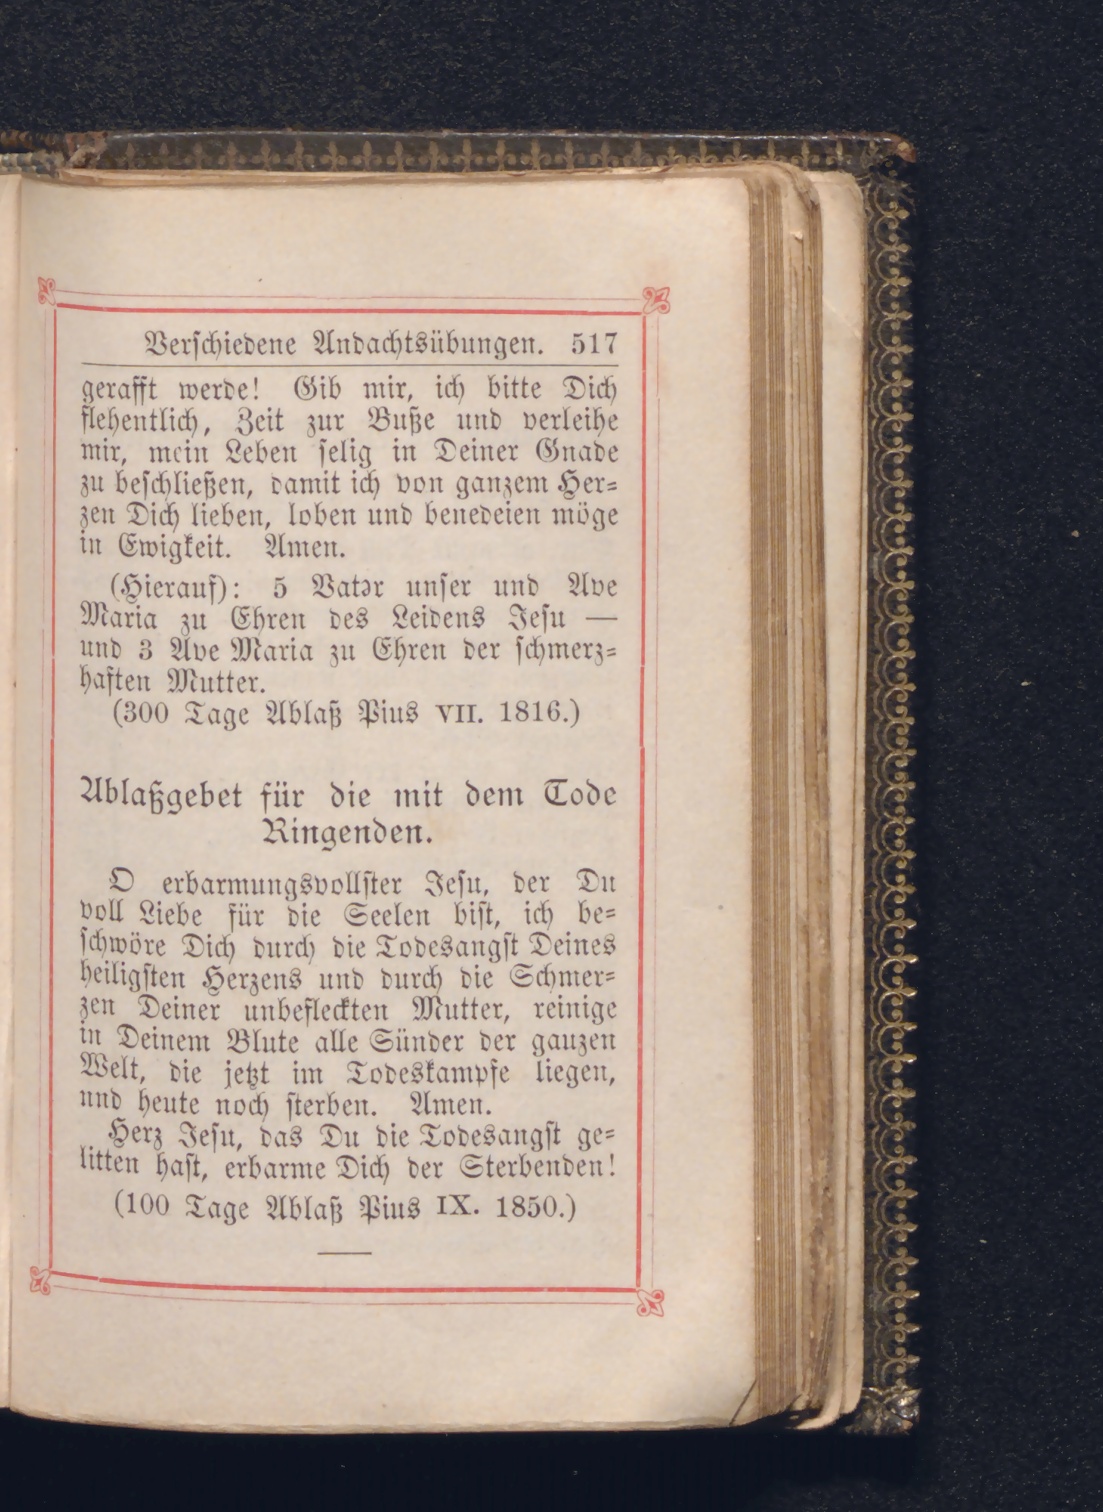 Verschiedene Andachtsübungen. 517
gerafft werde! Gib mir, ich bitte Dich
flehentlich, Zeit zur Buße und verleihe
mir, mein Leben selig in Deiner Gnade
zu beschließen, damit ich von ganzem Her=
zen Dich lieben, loben und benedeien möge
in Ewigkeit. Amen.
(Hierauf): 5 Vatər unser und Ave
Maria zu Ehren des Leidens Jesu —
und 3 Ave Maria zu Ehren der schmerz=
haften Mutter.
(300 Tage Ablaß Pius VII. 1816.)
Ablaßgebet für die mit dem Tode
Ringenden.
O erbarmungsvollster Jesu, der Du
voll Liebe für die Seelen bist, ich be=
schwöre Dich durch die Todesangst Deines
heiligsten Herzens und durch die Schmer=
zen Deiner unbefleckten Mutter, reinige
in Deinem Blute alle Sünder der ganzen
Welt, die jetzt im Todeskampfe liegen,
und heute noch sterben. Amen.
Herz Jesu, das Du die Todesangst ge=
litten hast, erbarme Dich der Sterbenden!
(100 Tage Ablaß Pius IX. 1850.)